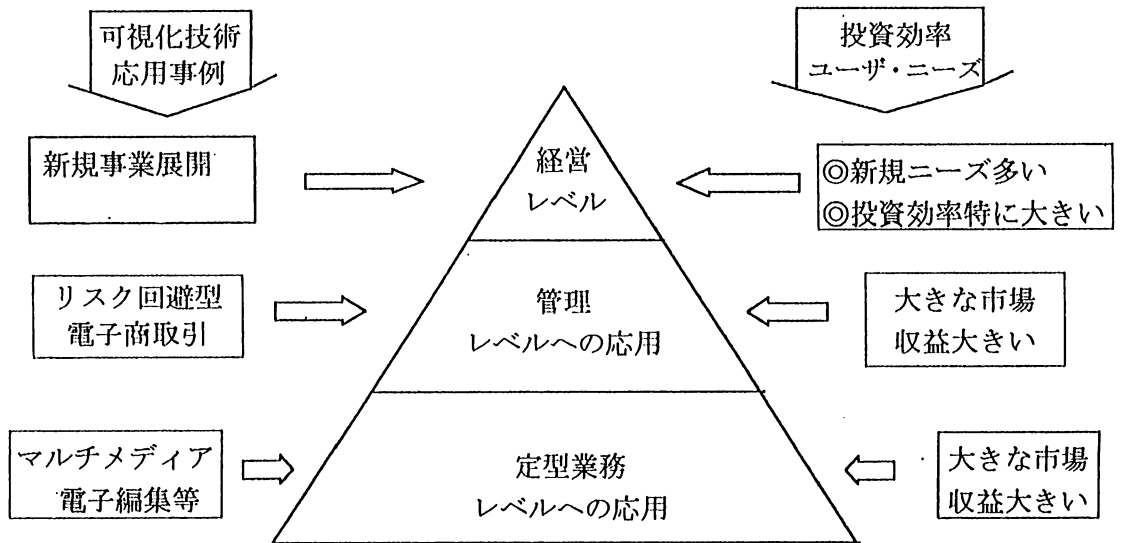 可視化技術
応用事例
投資効率
ユーザ・ニーズ
新規事業展開
経営
レベル
◎新規ニーズ多い
◎投資効率特に大きい
リスク回避型
電子商取引
管理
レベルへの応用
大きな市場
収益大きい
マルチメディア
電子編集等
定型業務
レベルへの応用
大きな市場
収益大きい